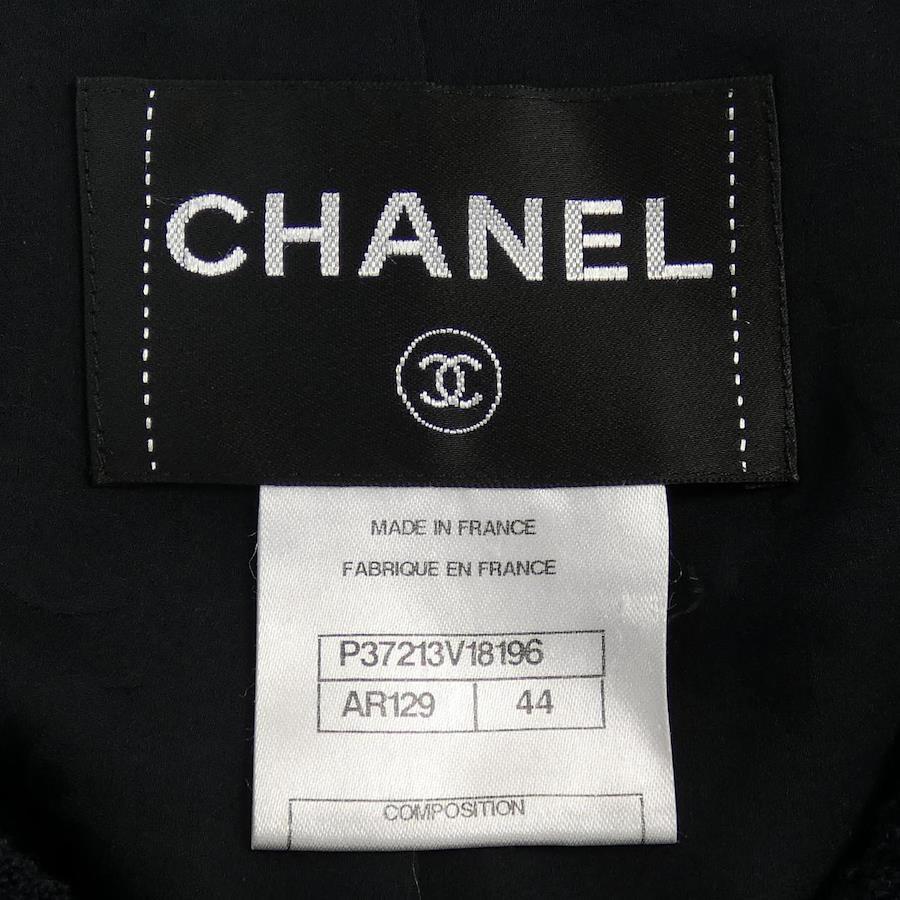 CHANEL
MADE IN FRANCE
FABRIQUE EN FRANCE
P37213V18196
AR129 44
COMPOSITION